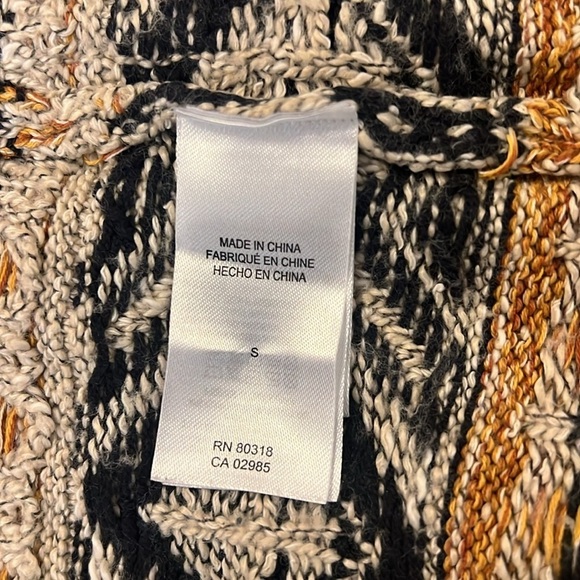 MADE IN CHINA
FABRIQUÉ EN CHINE
HECHO EN CHINA
S
RN 80318
CA 02985